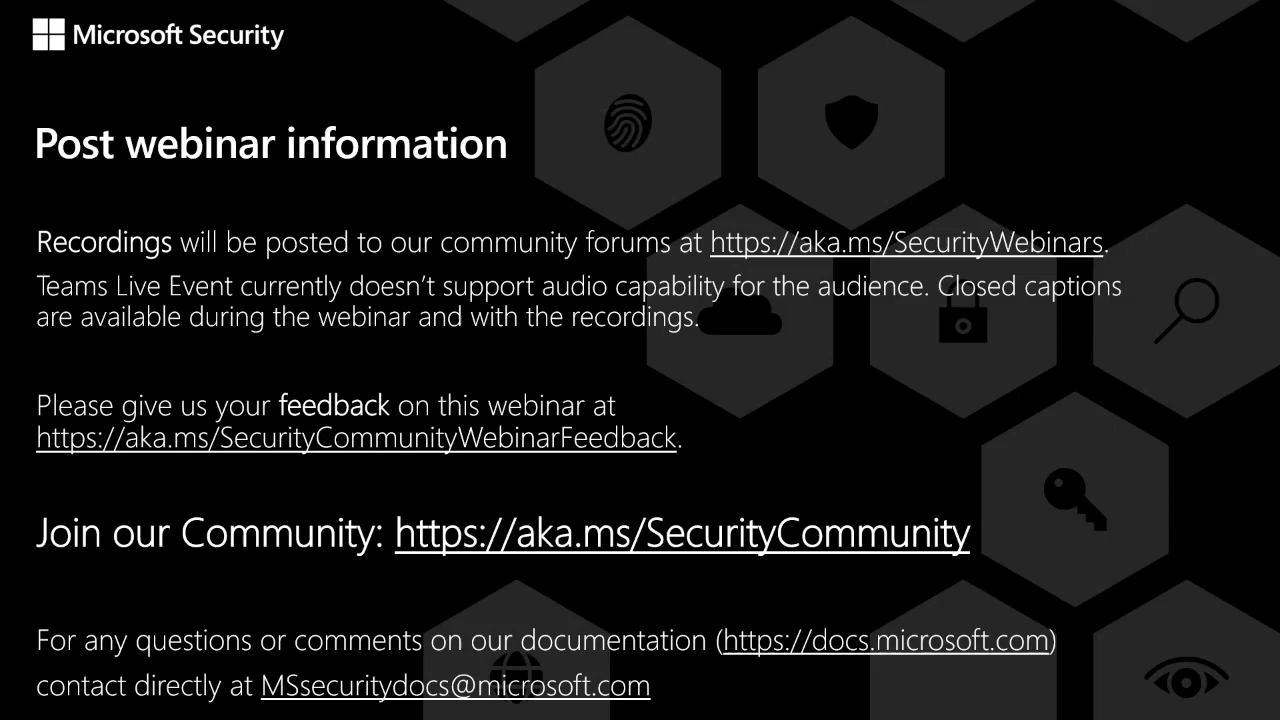 Microsoft Security
Post webinar information
Recordings will be posted to our community forums at https://aka.ms/SecurityWebinars.
Teams Live Event currently doesn’t support audio capability for the audience. Closed captions
are available during the webinar and with the recordings.
Please give us your feedback on this webinar at
https://aka.ms/SecurityCommunityWebinarFeedback.
Join our Community: https://aka.ms/SecurityCommunity
For any questions or comments on our documentation (https://docs.microsoft.com)
contact directly at MSsecuritydocs@microsoft.com